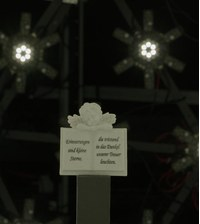 Erinnerungen
sind kleine
Sterne,
die tröstend
in das Dunkel
unserer Trauer
leuchten.